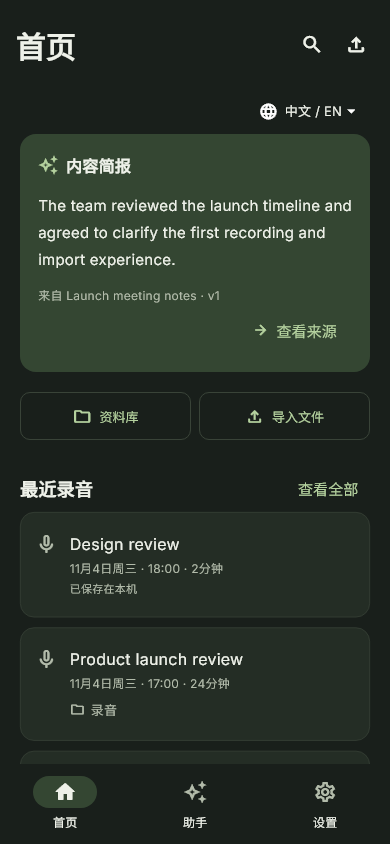 首页
中文 / EN
内容简报
The team reviewed the launch timeline and
agreed to clarify the first recording and
import experience.
来自 Launch meeting notes · v1
查看来源
资料库
导入文件
最近录音
查看全部
Design review
11月4日周三 · 18:00 · 2分钟
已保存在本机
Product launch review
11月4日周三 · 17:00 · 24分钟
录音
首页
助手
设置